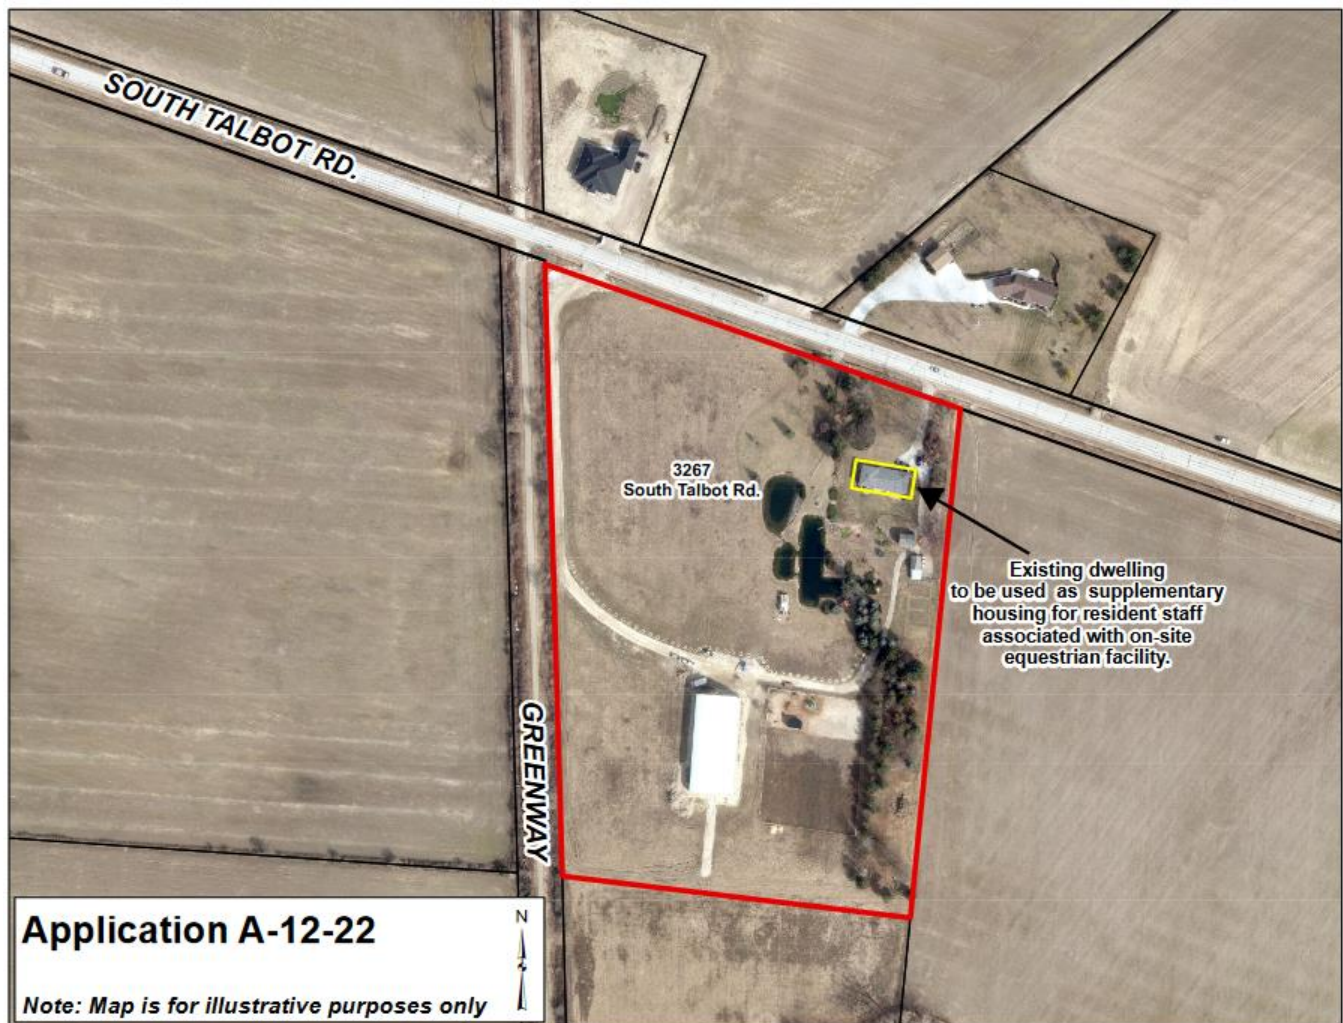 SOUTH TALBOT RD.
3267
South Talbot Rd.
Existing dwelling
to be used as supplementary
housing for resident staff
associated with on-site
equestrian facility.
GREENWAY
Application A-12-22
N
Note: Map is for illustrative purposes only